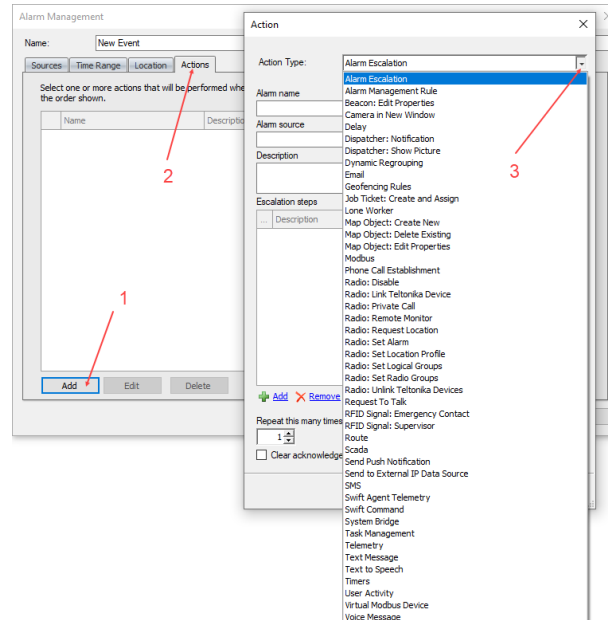 Alarm Management
Name: New Event
Sources Time Range Location Actions
Select one or more actions that will be performed whe
the order shown.
Name Descriptio
2
1
Add Edit Delete
Action
Action Type: Alarm Escalation
Alarm name
Alarm source
Description
Escalation steps
... Description
Add Remove
Repeat this many times
1
Clear acknowledge
3
Alarm Escalation
Alarm Management Rule
Beacon: Edit Properties
Camera in New Window
Delay
Dispatcher: Notification
Dispatcher: Show Picture
Dynamic Regrouping
Email
Geofencing Rules
Job Ticket: Create and Assign
Lone Worker
Map Object: Create New
Map Object: Delete Existing
Map Object: Edit Properties
Modbus
Phone Call Establishment
Radio: Disable
Radio: Link Teltonika Device
Radio: Private Call
Radio: Remote Monitor
Radio: Request Location
Radio: Set Alarm
Radio: Set Location Profile
Radio: Set Logical Groups
Radio: Set Radio Groups
Radio: Unlink Teltonika Devices
Request To Talk
RFID Signal: Emergency Contact
RFID Signal: Supervisor
Route
Scada
Send Push Notification
Send to External IP Data Source
SMS
Swift Agent Telemetry
Swift Command
System Bridge
Task Management
Telemetry
Text Message
Text to Speech
Timers
User Activity
Virtual Modbus Device
Voice Message